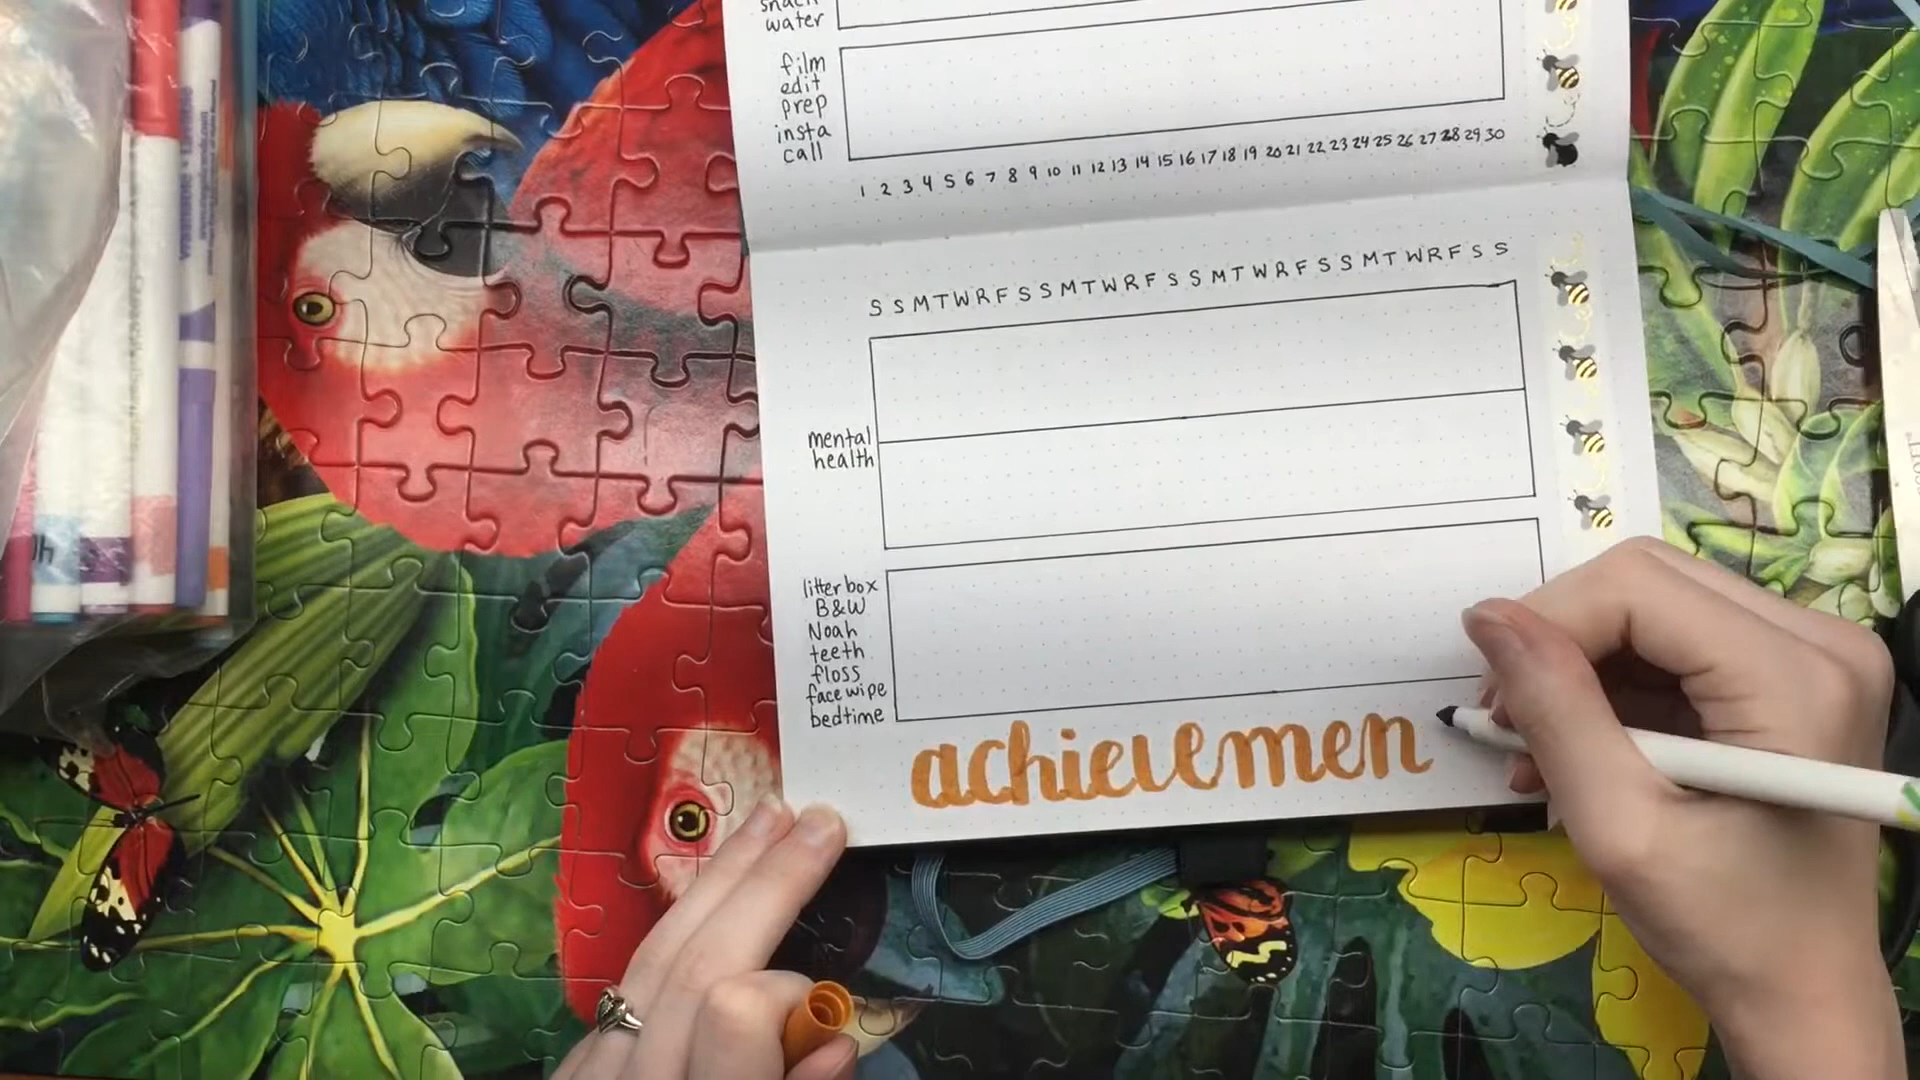 water
film
edit
prep
insta
call
1 2 3 4 5 6 7 8 9 10 11 12 13 14 15 16 17 18 19 20 21 22 23 24 25 26 27 28 29 30
S S M T W R F S S M T W R F S S M T W R F S S M T W R F S S
mental
health
litter box
B&W
Noah
teeth
floss
face wipe
bedtime
achievemen